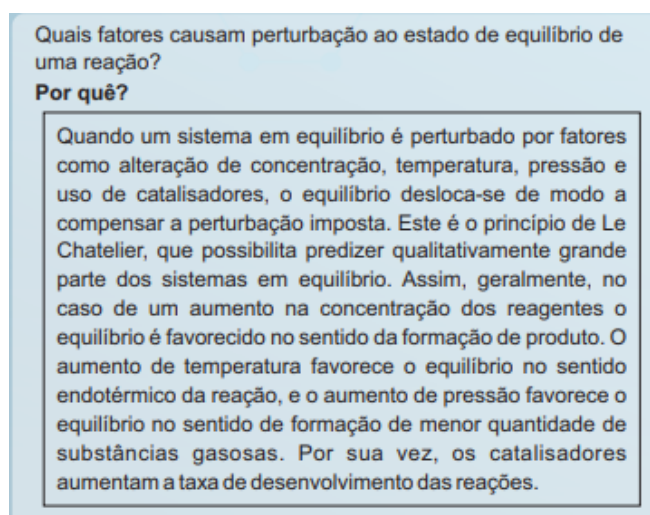 Quais fatores causam perturbação ao estado de equilíbrio de
uma reação?
Por quê?
Quando um sistema em equilíbrio é perturbado por fatores
como alteração de concentração, temperatura, pressão e
uso de catalisadores, o equilíbrio desloca-se de modo a
compensar a perturbação imposta. Este é o princípio de Le
Chatelier, que possibilita predizer qualitativamente grande
parte dos sistemas em equilíbrio. Assim, geralmente, no
caso de um aumento na concentração dos reagentes o
equilíbrio é favorecido no sentido da formação de produto. O
aumento de temperatura favorece o equilíbrio no sentido
endotérmico da reação, e o aumento de pressão favorece o
equilíbrio no sentido de formação de menor quantidade de
substâncias gasosas. Por sua vez, os catalisadores
aumentam a taxa de desenvolvimento das reações.